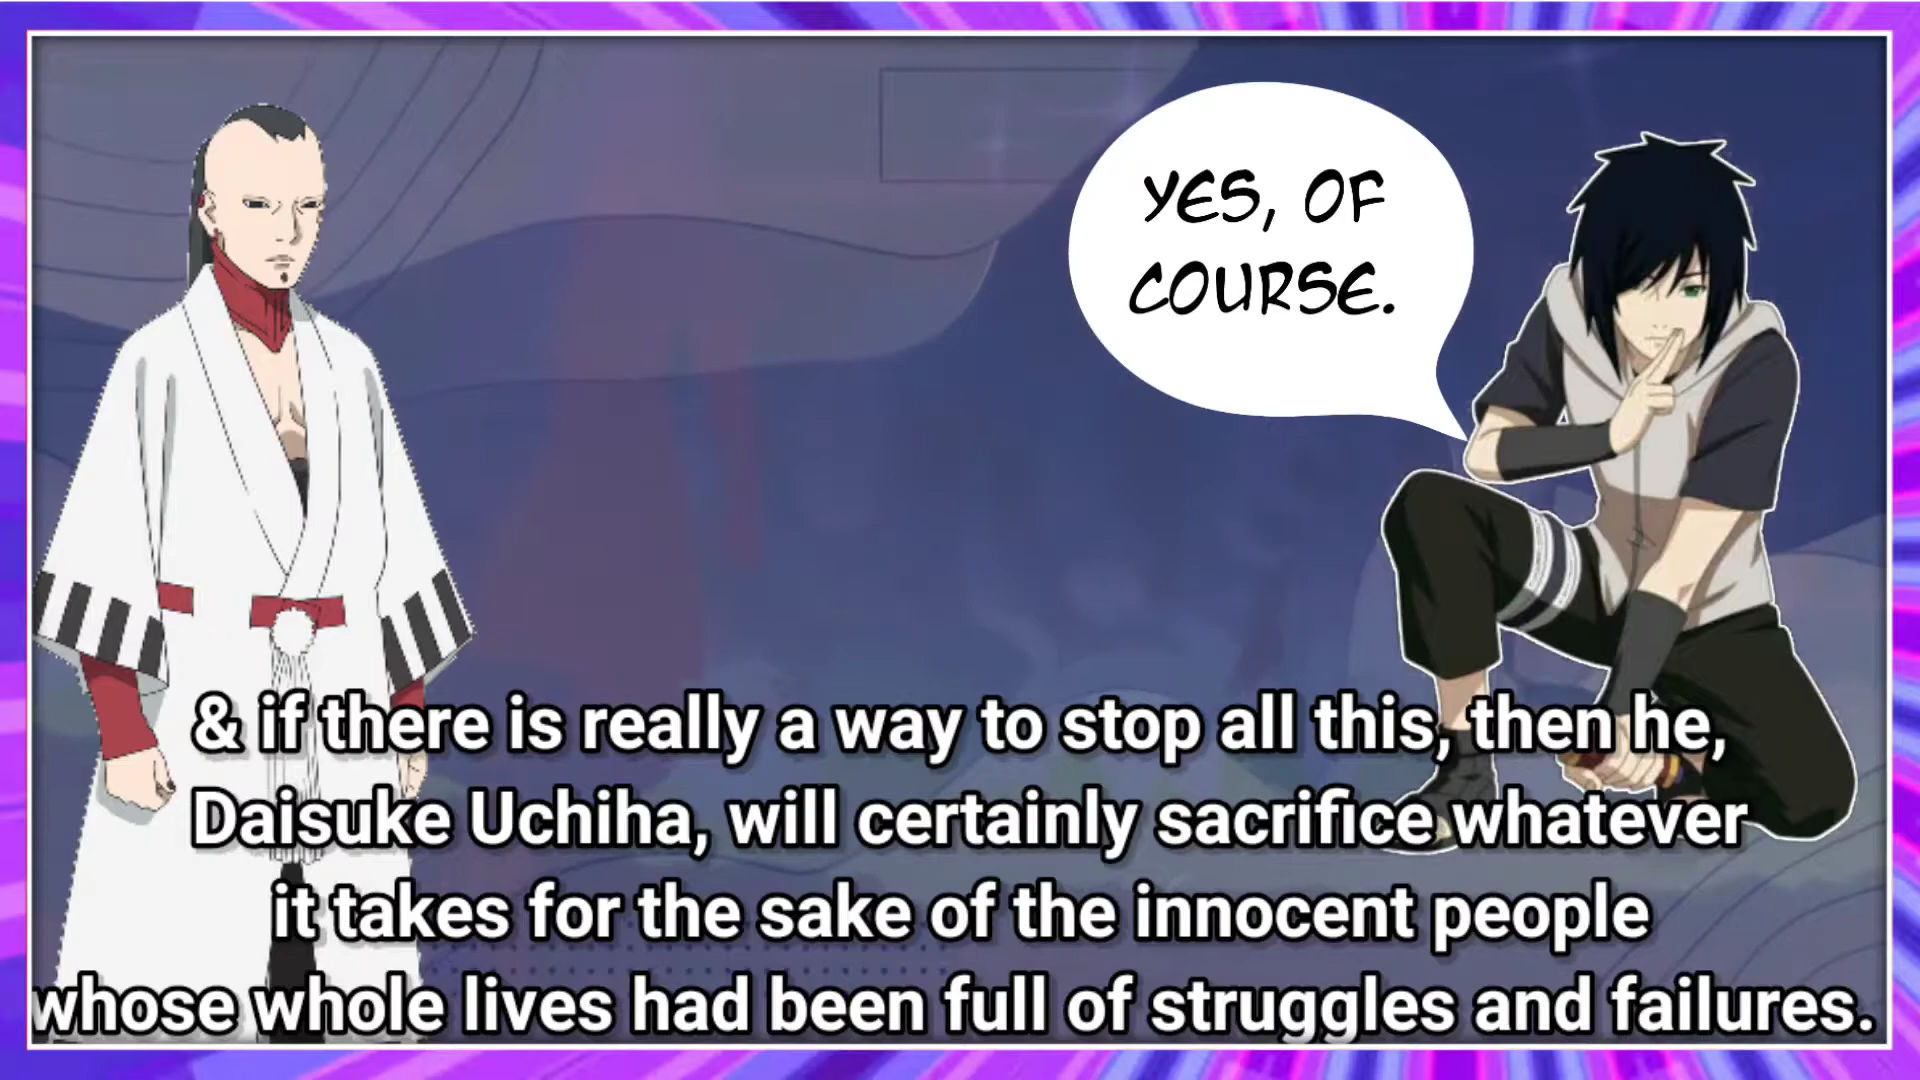 YES, OF
COURSE.
& if there is really a way to stop all this, then he,
Daisuke Uchiha, will certainly sacrifice whatever
it takes for the sake of the innocent people
whose whole lives had been full of struggles and failures.